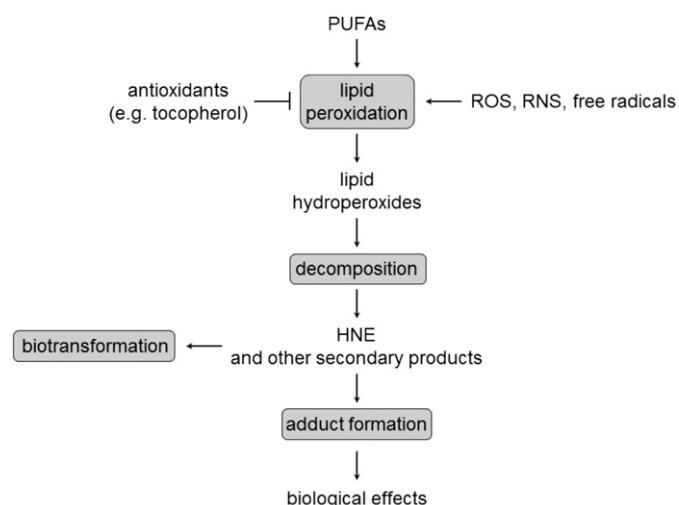 PUFAs
antioxidants
(e.g. tocopherol)
lipid
peroxidation
ROS, RNS, free radicals
lipid
hydroperoxides
decomposition
biotransformation
HNE
and other secondary products
adduct formation
biological effects